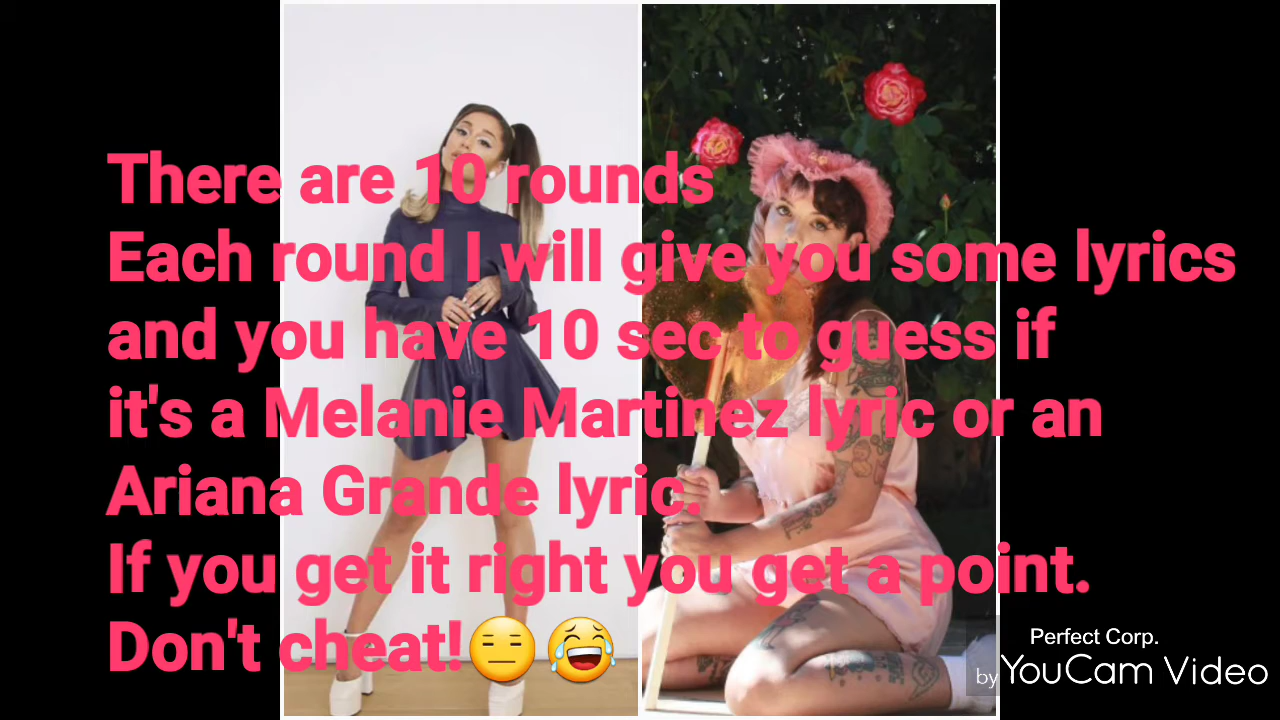 There are 10 rounds
Each round I will give you some lyrics
and you have 10 sec to guess if
it's a Melanie Martinez lyric or an
Ariana Grande lyric.
If you get it right you get a point.
Don't cheat!😑😂
Perfect Corp.
by YouCam Video